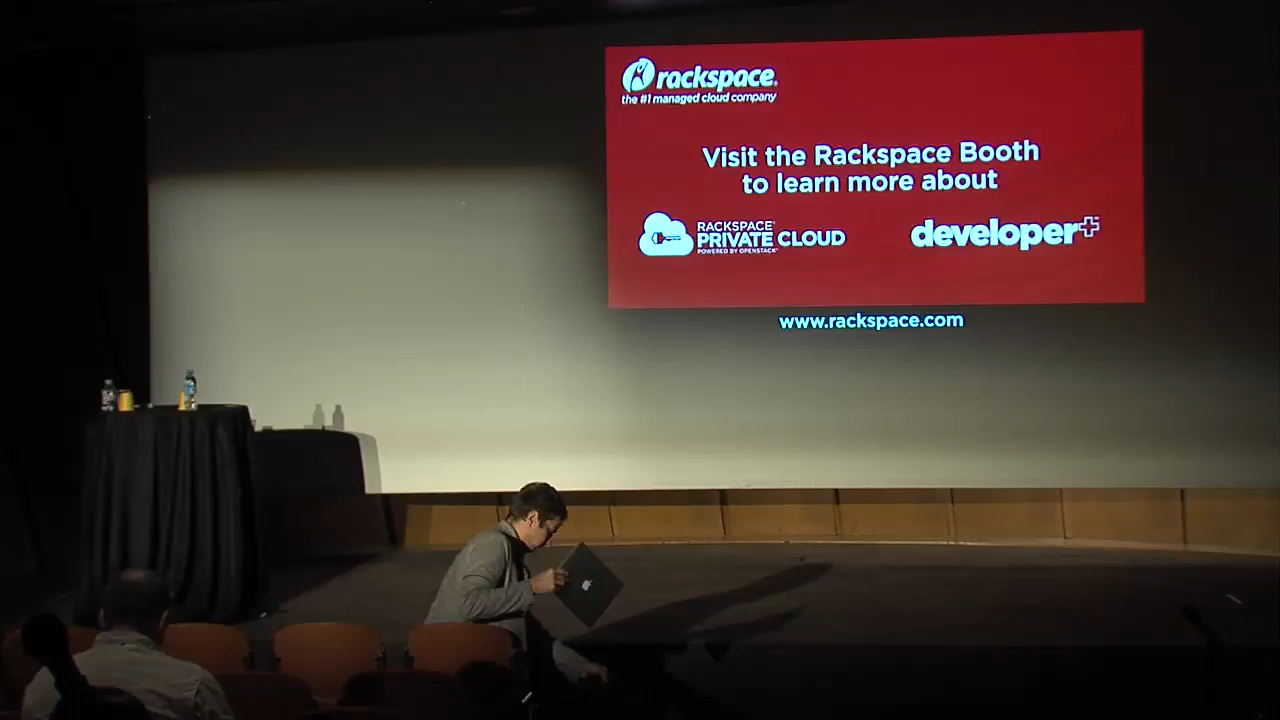 rackspace®
the #1 managed cloud company
Visit the Rackspace Booth
to learn more about
RACKSPACE®
PRIVATE CLOUD
POWERED BY OPENSTACK
developer+
www.rackspace.com